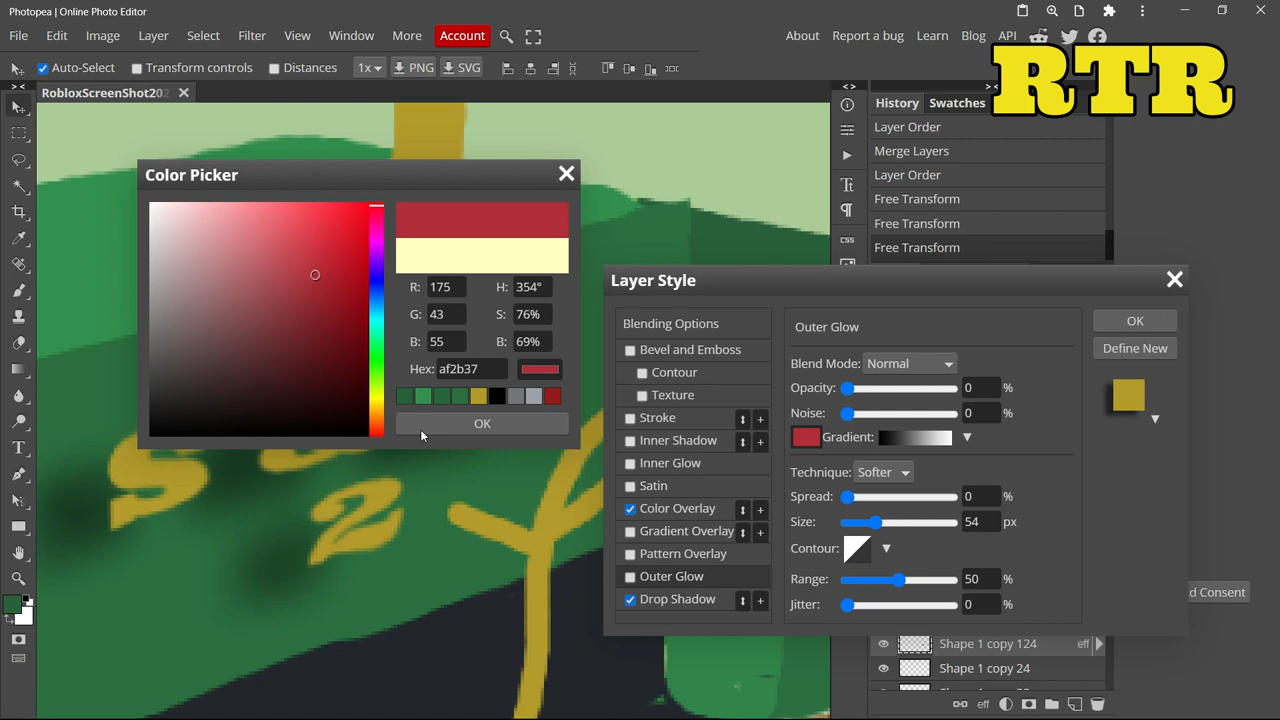 Photopea | Online Photo Editor
File Edit Image Layer Select Filter View Window More Account About Report a bug Learn Blog API
RTR
Auto-Select Transform controls Distances 1x PNG SVG
RobloxScreenShot202
History Swatches
Layer Order
Merge Layers
Layer Order
Free Transform
Free Transform
Free Transform
CSS
Color Picker
R: 175 H: 354°
G: 43 S: 76%
B: 55 B: 69%
Hex: af2b37
OK
Layer Style
Blending Options
Bevel and Emboss
Contour
Texture
Stroke
Inner Shadow
Inner Glow
Satin
Color Overlay
Gradient Overlay
Pattern Overlay
Outer Glow
Drop Shadow
Outer Glow
Blend Mode: Normal
Opacity: 0 %
Noise: 0 %
Gradient:
Technique: Softer
Spread: 0 %
Size: 54 px
Contour:
Range: 50 %
Jitter: 0 %
OK
Define New
2
d Consent
Shape 1 copy 124 eff
Shape 1 copy 24
eff